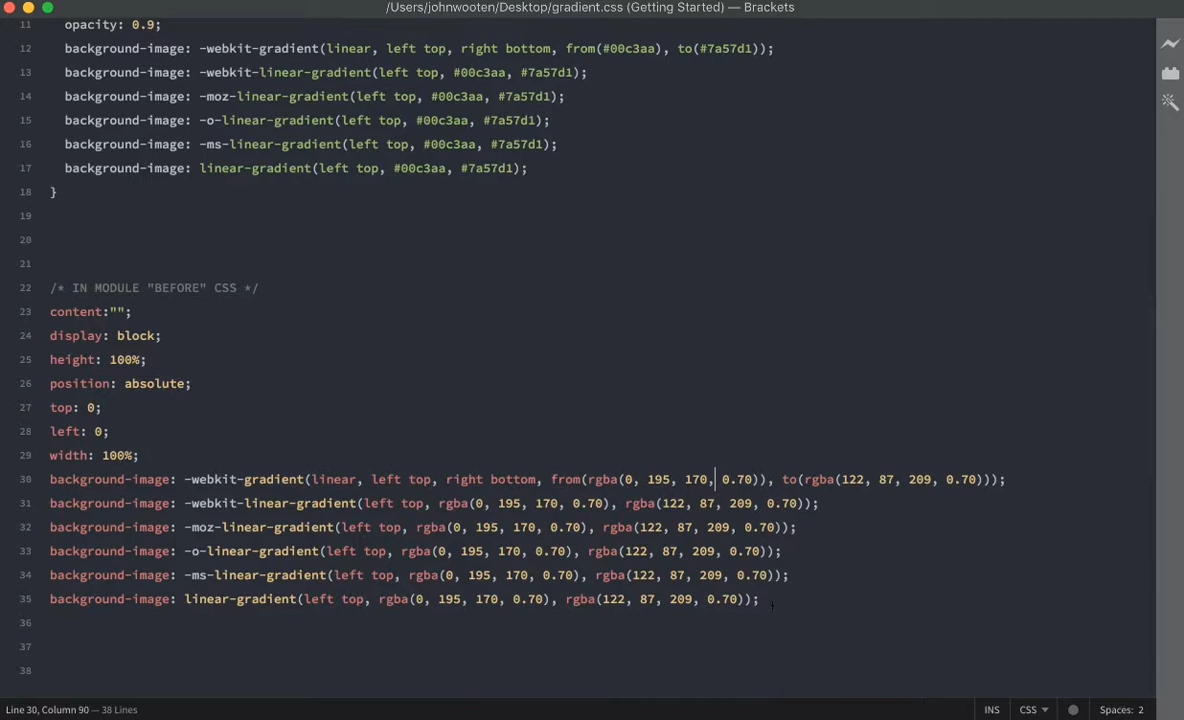 /Users/johnwooten/Desktop/gradient.css (Getting Started) — Brackets
11 opacity: 0.9;
12 background-image: -webkit-gradient(linear, left top, right bottom, from(#00c3aa), to(#7a57d1));
13 background-image: -webkit-linear-gradient(left top, #00c3aa, #7a57d1);
14 background-image: -moz-linear-gradient(left top, #00c3aa, #7a57d1);
15 background-image: -o-linear-gradient(left top, #00c3aa, #7a57d1);
16 background-image: -ms-linear-gradient(left top, #00c3aa, #7a57d1);
17 background-image: linear-gradient(left top, #00c3aa, #7a57d1);
18 }
19
20
21
22 /* IN MODULE "BEFORE" CSS */
23 content:"";
24 display: block;
25 height: 100%;
26 position: absolute;
27 top: 0;
28 left: 0;
29 width: 100%;
30 background-image: -webkit-gradient(linear, left top, right bottom, from(rgba(0, 195, 170, 0.70)), to(rgba(122, 87, 209, 0.70)));
31 background-image: -webkit-linear-gradient(left top, rgba(0, 195, 170, 0.70), rgba(122, 87, 209, 0.70));
32 background-image: -moz-linear-gradient(left top, rgba(0, 195, 170, 0.70), rgba(122, 87, 209, 0.70));
33 background-image: -o-linear-gradient(left top, rgba(0, 195, 170, 0.70), rgba(122, 87, 209, 0.70));
34 background-image: -ms-linear-gradient(left top, rgba(0, 195, 170, 0.70), rgba(122, 87, 209, 0.70));
35 background-image: linear-gradient(left top, rgba(0, 195, 170, 0.70), rgba(122, 87, 209, 0.70));
36
37
38
Line 30, Column 90 — 38 Lines INS CSS Spaces: 2